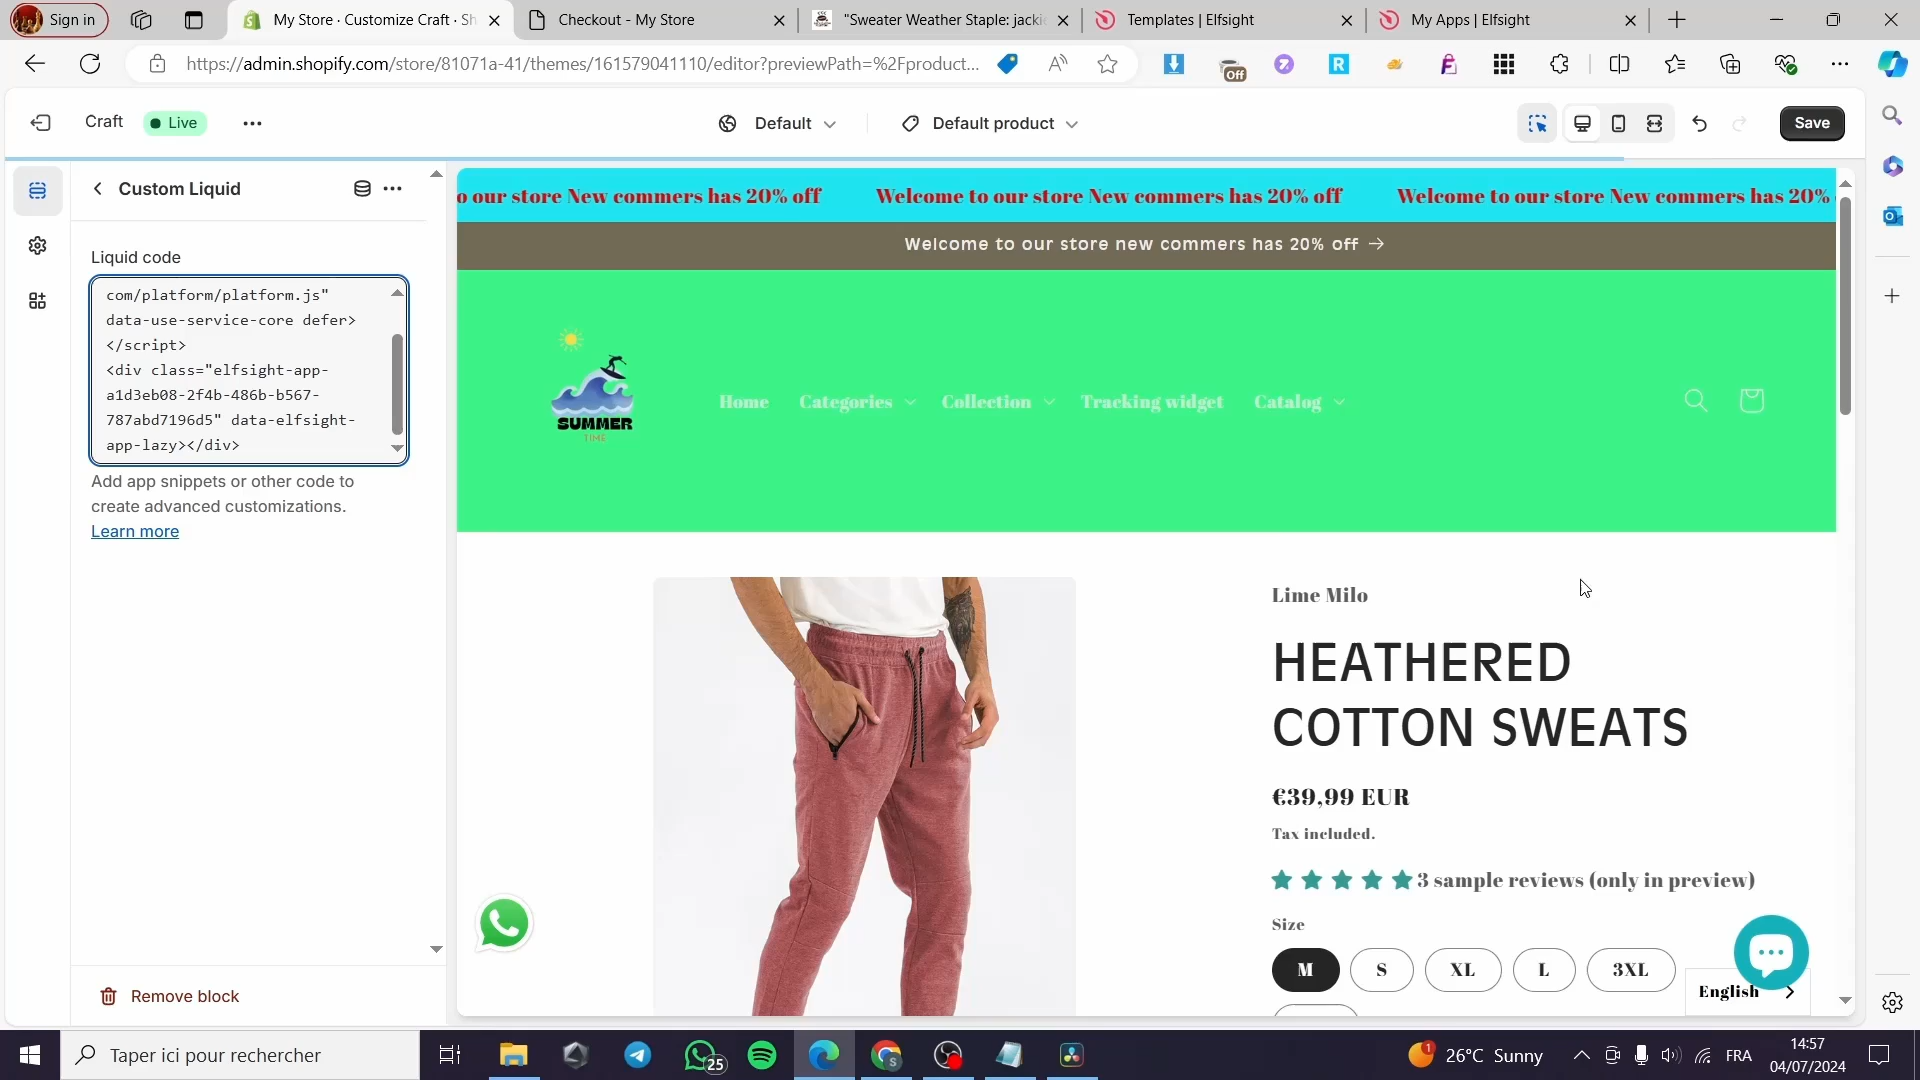 Sign in
My Store · Customize Craft · Sh
Checkout - My Store
"Sweater Weather Staple: jacki
Templates | Elfsight
My Apps | Elfsight
https://admin.shopify.com/store/81071a-41/themes/161579041110/editor?previewPath=%2Fproduct...
Off
Craft
Live
Default
Default product
Save
Custom Liquid
Liquid code
com/platform/platform.js"
data-use-service-core defer>
</script>
<div class="elfsight-app-
a1d3eb08-2f4b-486b-b567-
787abd7196d5" data-elfsight-
app-lazy></div>
Add app snippets or other code to
create advanced customizations.
Learn more
Remove block
o our store New commers has 20% off
Welcome to our store New commers has 20% off
Welcome to our store New commers has 20%
Welcome to our store new commers has 20% off →
SUMMER
TIME
Home
Categories
Collection
Tracking widget
Catalog
Lime Milo
HEATHERED
COTTON SWEATS
€39,99 EUR
Tax included.
3 sample reviews (only in preview)
Size
M
S
XL
L
3XL
English
Taper ici pour rechercher
25
1
26°C Sunny
FRA
14:57
04/07/2024